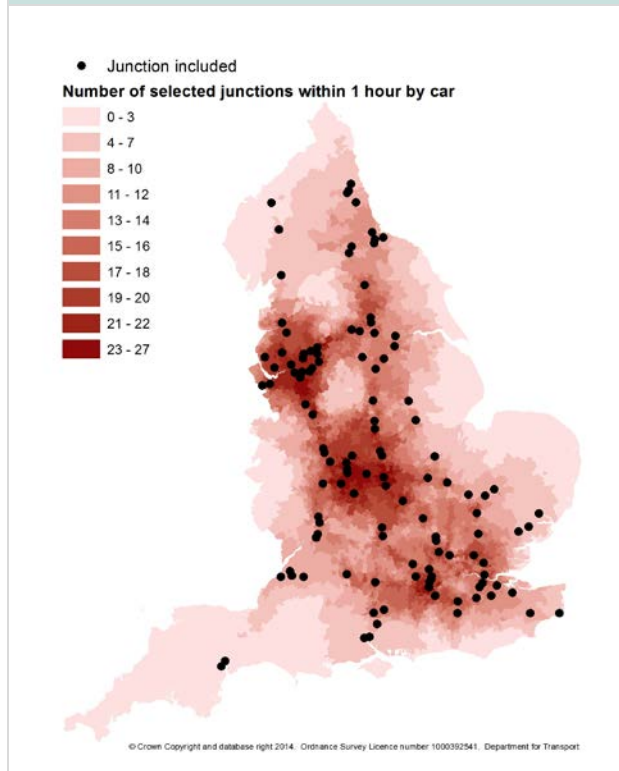 Junction included
Number of selected junctions within 1 hour by car
0 - 3
4 - 7
8 - 10
11 - 12
13 - 14
15 - 16
17 - 18
19 - 20
21 - 22
23 - 27
© Crown Copyright and database right 2014. Ordnance Survey Licence number 1000392541. Department for Transport